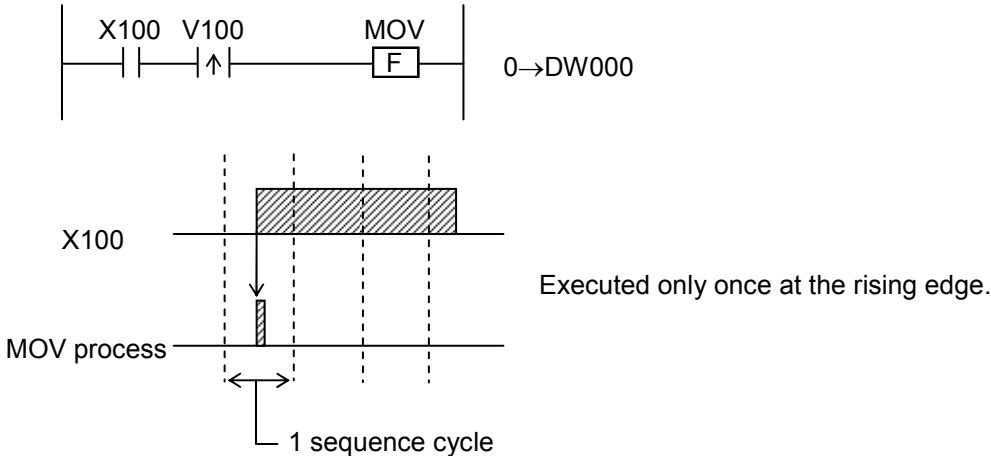 X100 V100 MOV
↑ F 0→DW000
X100
Executed only once at the rising edge.
MOV process
1 sequence cycle